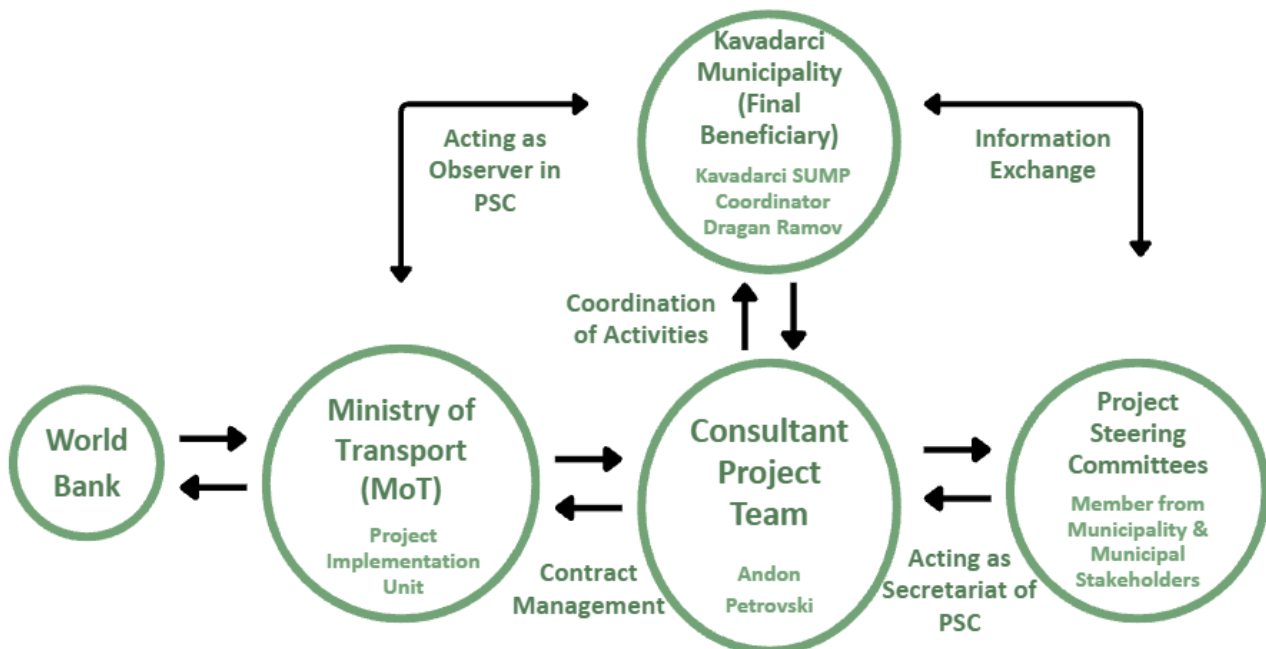 Kavadarci
Municipality
(Final
Beneficiary)
Kavadarci SUMP
Coordinator
Dragan Ramov
Acting as
Observer in
PSC
Information
Exchange
Coordination
of Activities
World
Bank
Ministry of
Transport
(MoT)
Project
Implementation
Unit
Contract
Management
Consultant
Project
Team
Andon
Petrovski
Acting as
Secretariat of
PSC
Project
Steering
Committees
Member from
Municipality &
Municipal
Stakeholders